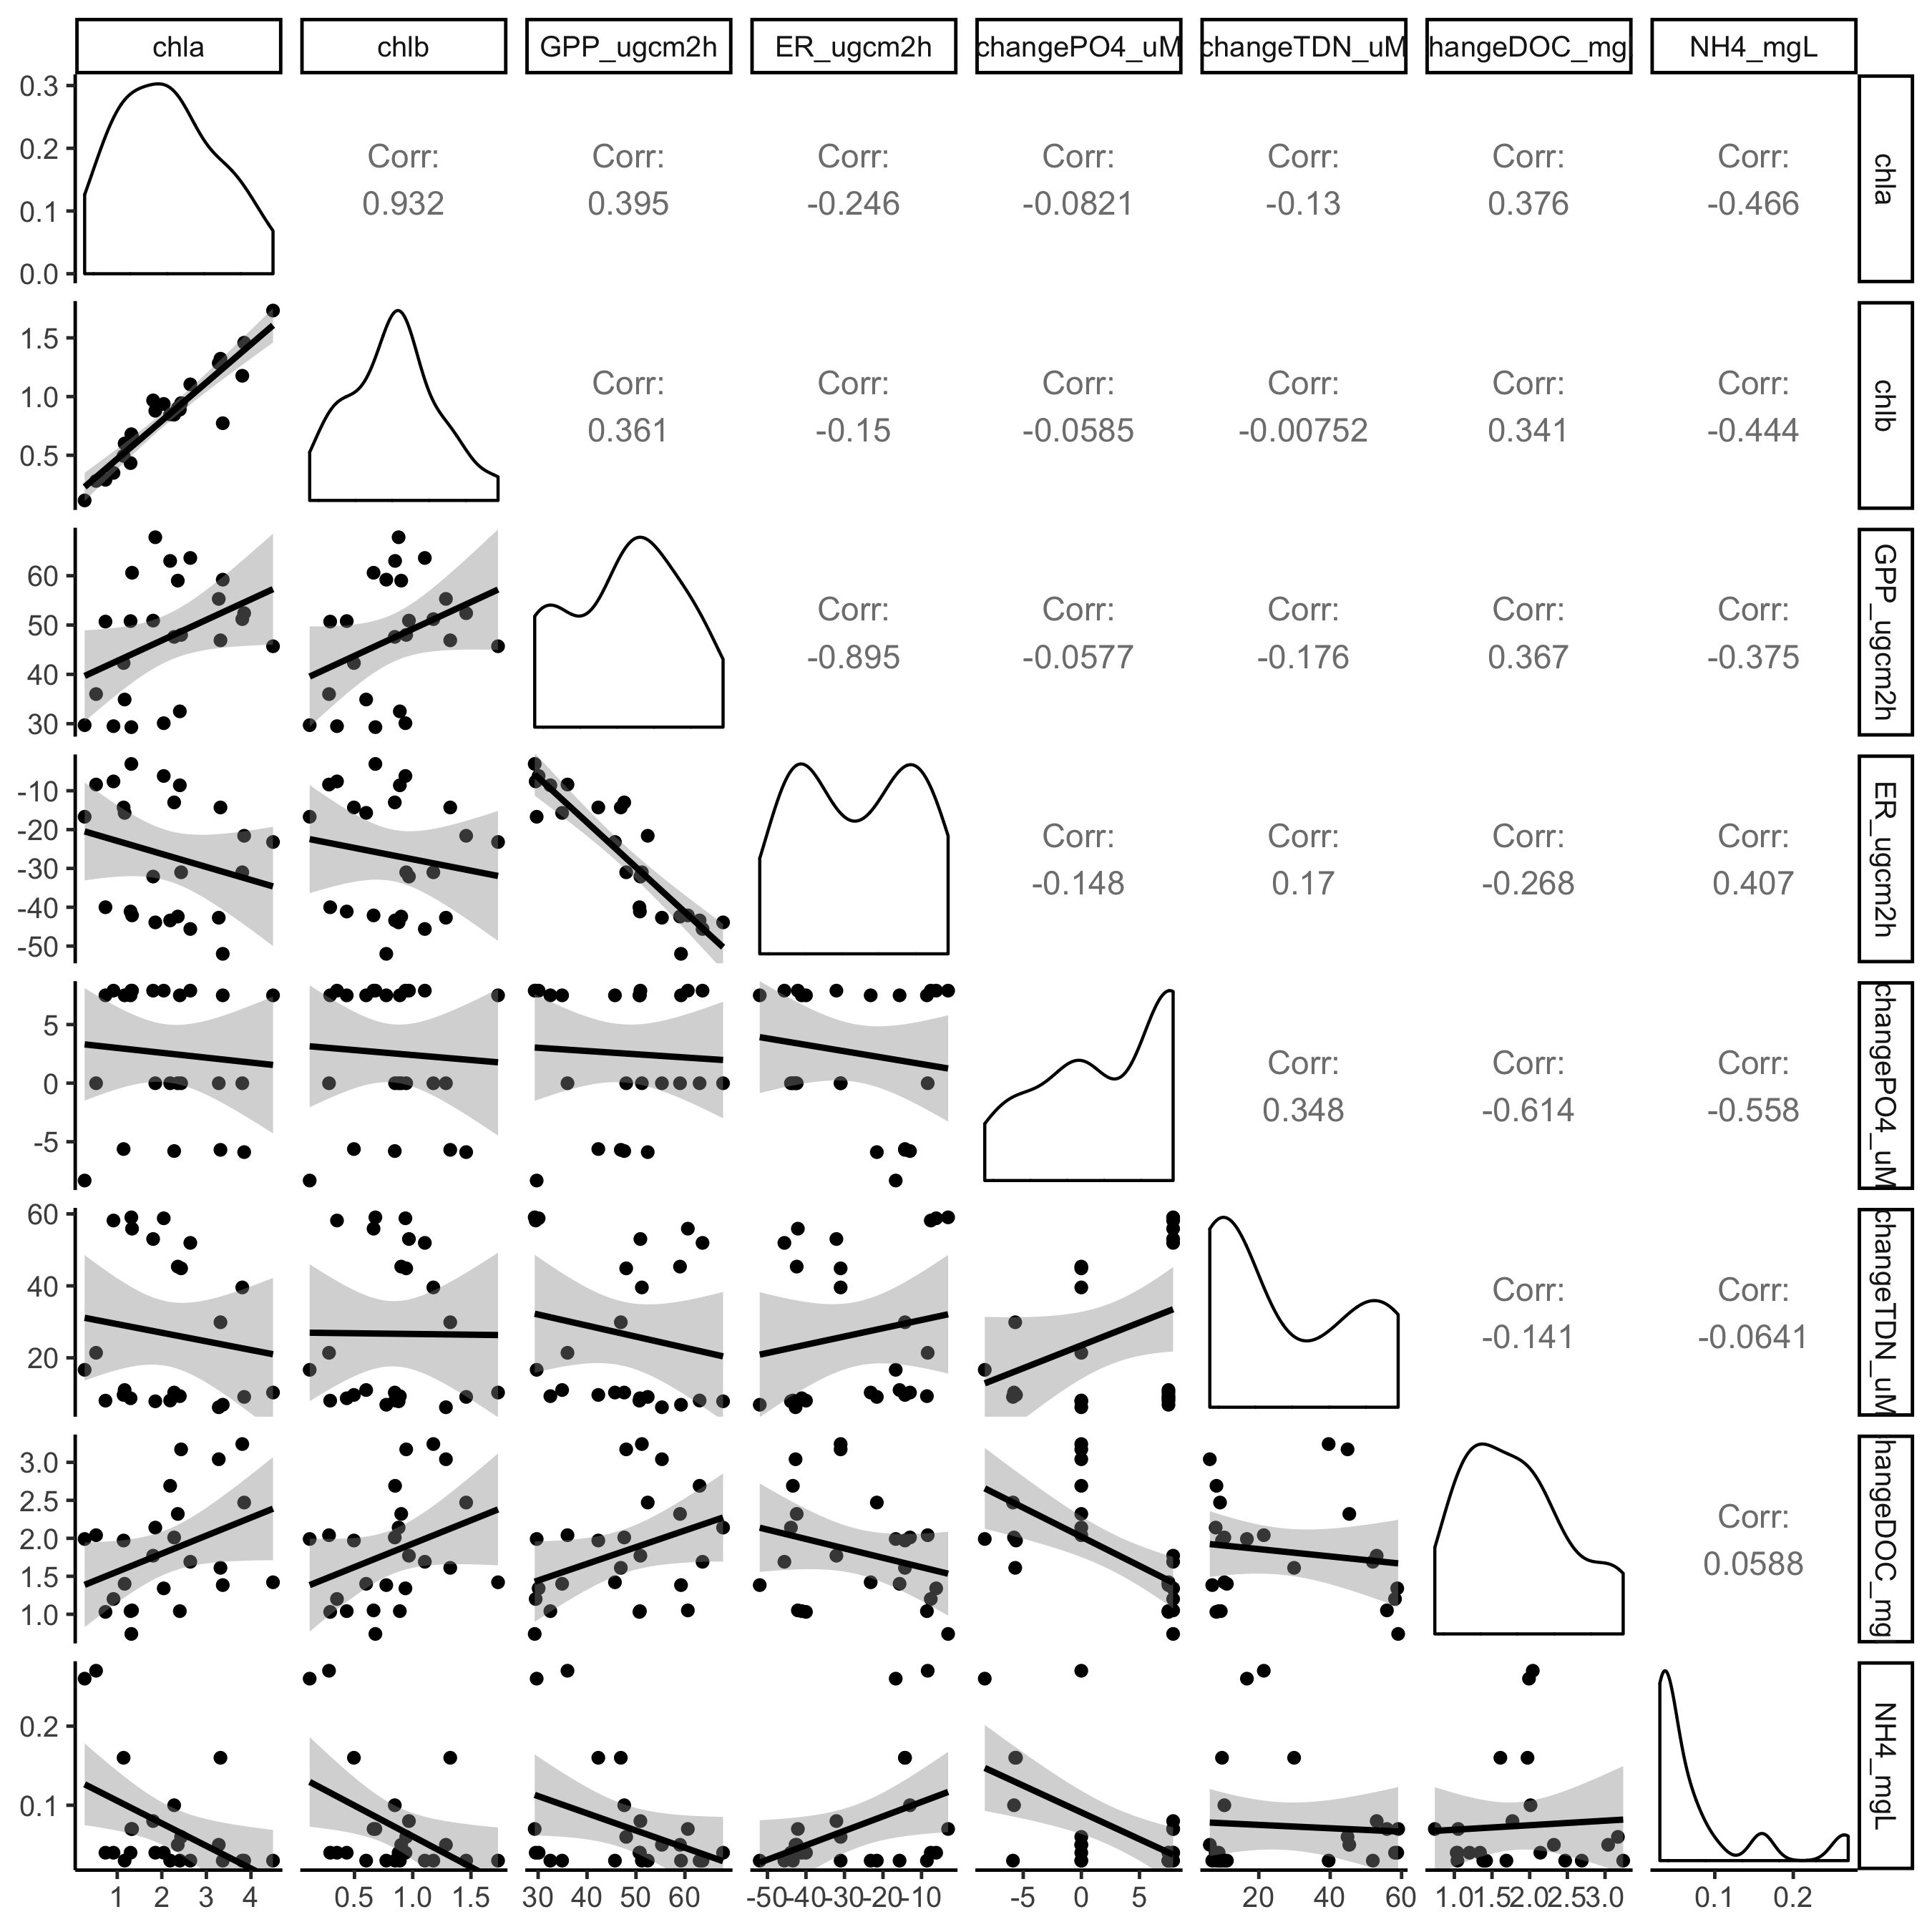 chla chlb GPP_ugcm2h ER_ugcm2h changePO4_uM changeTDN_uM hangeDOC_mg NH4_mgL
0.3
0.2
0.1
0.0
Corr: Corr: Corr: Corr: Corr: Corr: Corr:
0.932 0.395 -0.246 -0.0821 -0.13 0.376 -0.466
chla
1.5
1.0
0.5
Corr: Corr: Corr: Corr: Corr: Corr:
0.361 -0.15 -0.0585 -0.00752 0.341 -0.444
chlb
60
50
40
30
Corr: Corr: Corr: Corr: Corr:
-0.895 -0.0577 -0.176 0.367 -0.375
GPP_ugcm2h
-10
-20
-30
-40
-50
Corr: Corr: Corr: Corr:
-0.148 0.17 -0.268 0.407
ER_ugcm2h
5
0
-5
Corr: Corr: Corr:
0.348 -0.614 -0.558
changePO4_uM
60
40
20
Corr: Corr:
-0.141 -0.0641
changeTDN_uM
3.0
2.5
2.0
1.5
1.0
Corr:
0.0588
hangeDOC_mg
0.2
0.1
NH4_mgL
1 2 3 4 0.5 1.0 1.5 30 40 50 60 -50 -40 -30 -20 -10 -5 0 5 20 40 60 1.0 1.5 2.0 2.5 3.0 0.1 0.2